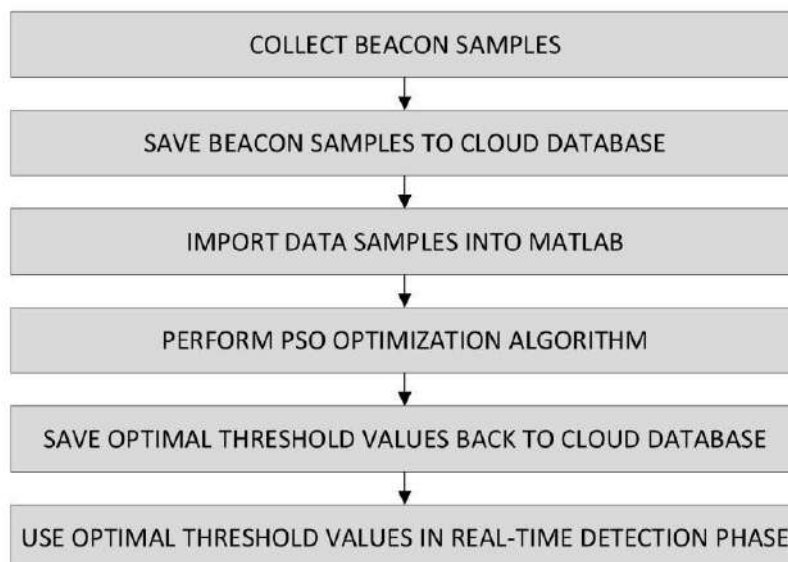 COLLECT BEACON SAMPLES
SAVE BEACON SAMPLES TO CLOUD DATABASE
IMPORT DATA SAMPLES INTO MATLAB
PERFORM PSO OPTIMIZATION ALGORITHM
SAVE OPTIMAL THRESHOLD VALUES BACK TO CLOUD DATABASE
USE OPTIMAL THRESHOLD VALUES IN REAL-TIME DETECTION PHASE